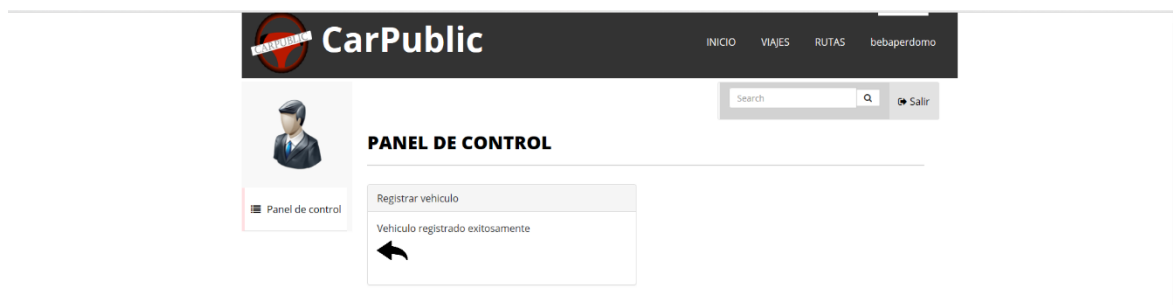 CARPUBLIC
CarPublic
INICIO VIAJES RUTAS bebaperdomo
Search
Salir
PANEL DE CONTROL
Panel de control
Registrar vehiculo
Vehiculo registrado exitosamente